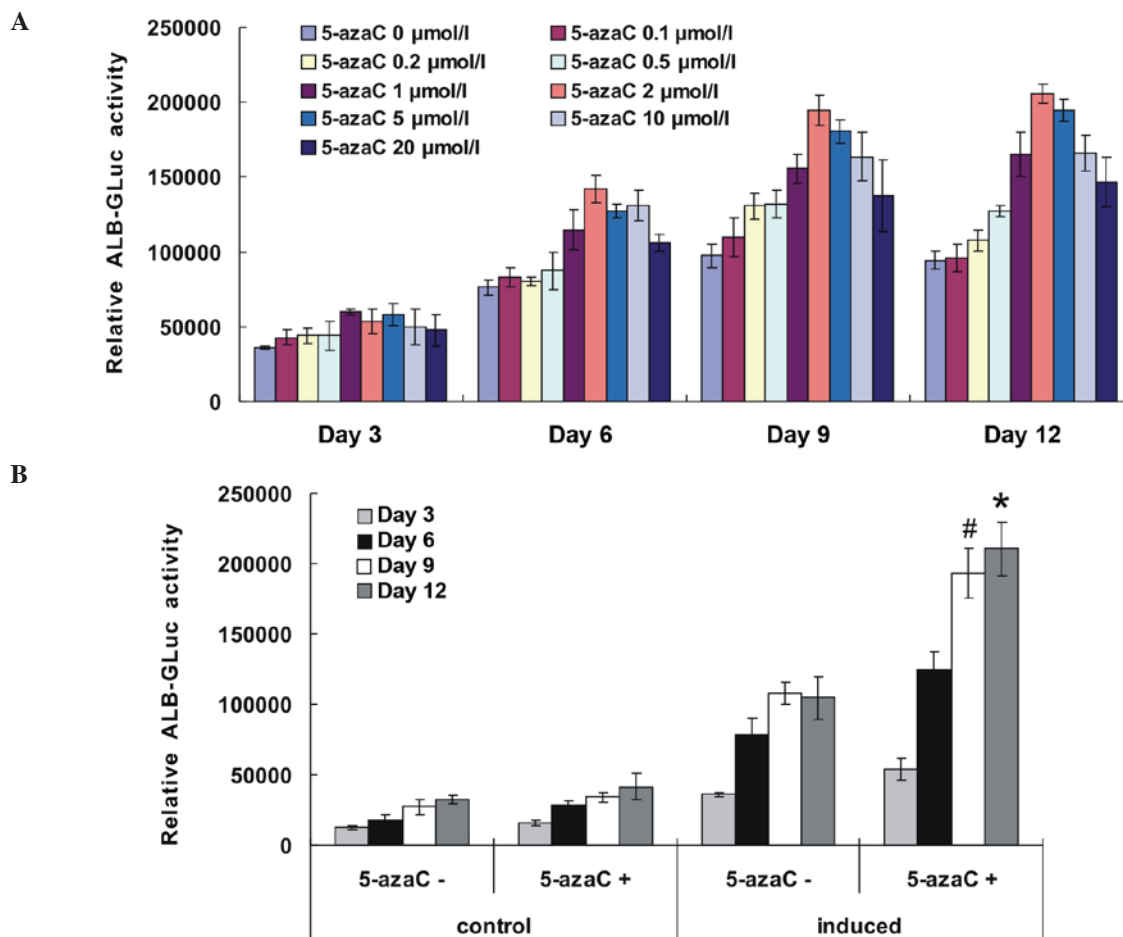 A
Relative ALB-GLuc activity
250000
200000
150000
100000
50000
0
5-azaC 0 µmol/l
5-azaC 0.1 µmol/l
5-azaC 0.2 µmol/l
5-azaC 0.5 µmol/l
5-azaC 1 µmol/l
5-azaC 2 µmol/l
5-azaC 5 µmol/l
5-azaC 10 µmol/l
5-azaC 20 µmol/l
Day 3
Day 6
Day 9
Day 12
B
Relative ALB-GLuc activity
250000
200000
150000
100000
50000
0
Day 3
Day 6
Day 9
Day 12
#
*
5-azaC -
5-azaC +
5-azaC -
5-azaC +
control
induced